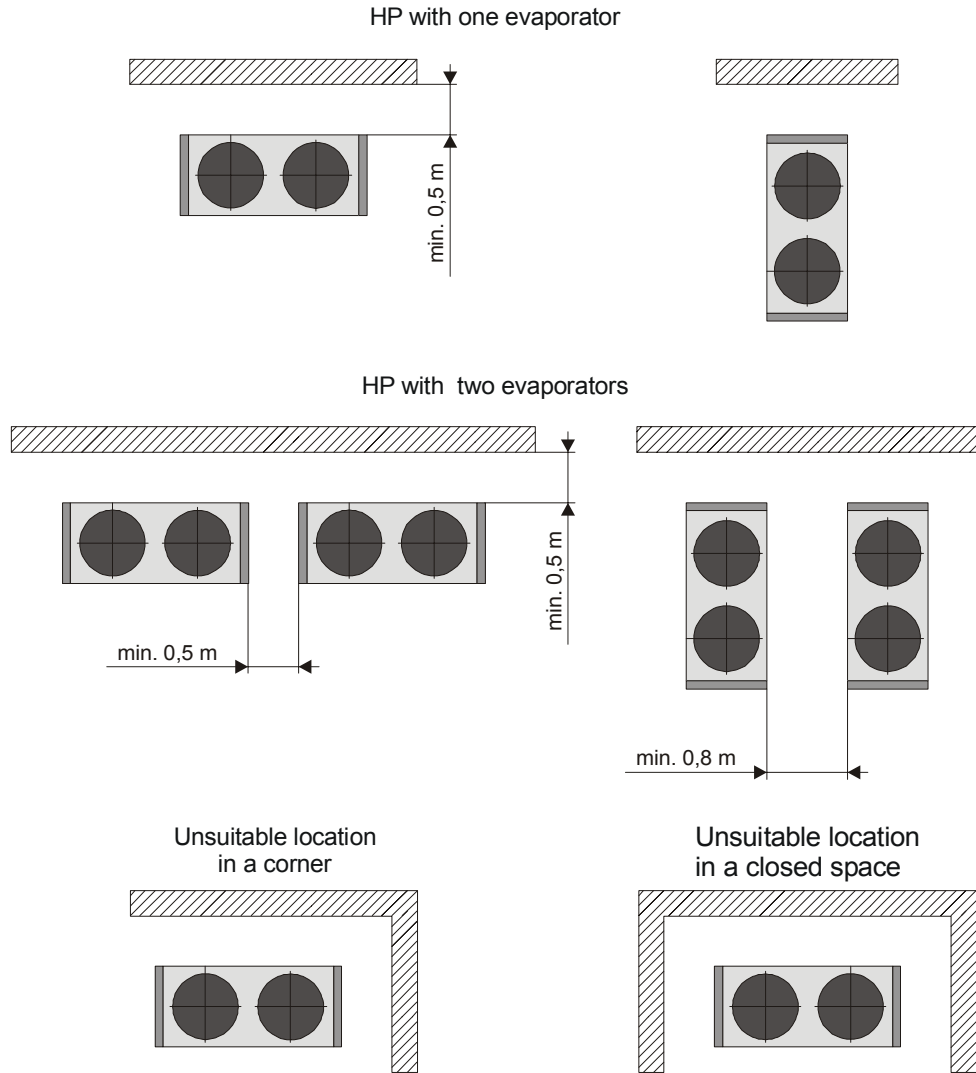 HP with one evaporator
min. 0,5 m
HP with  two evaporators
min. 0,5 m
min. 0,5 m
min. 0,8 m
Unsuitable location
in a corner
Unsuitable location
in a closed space